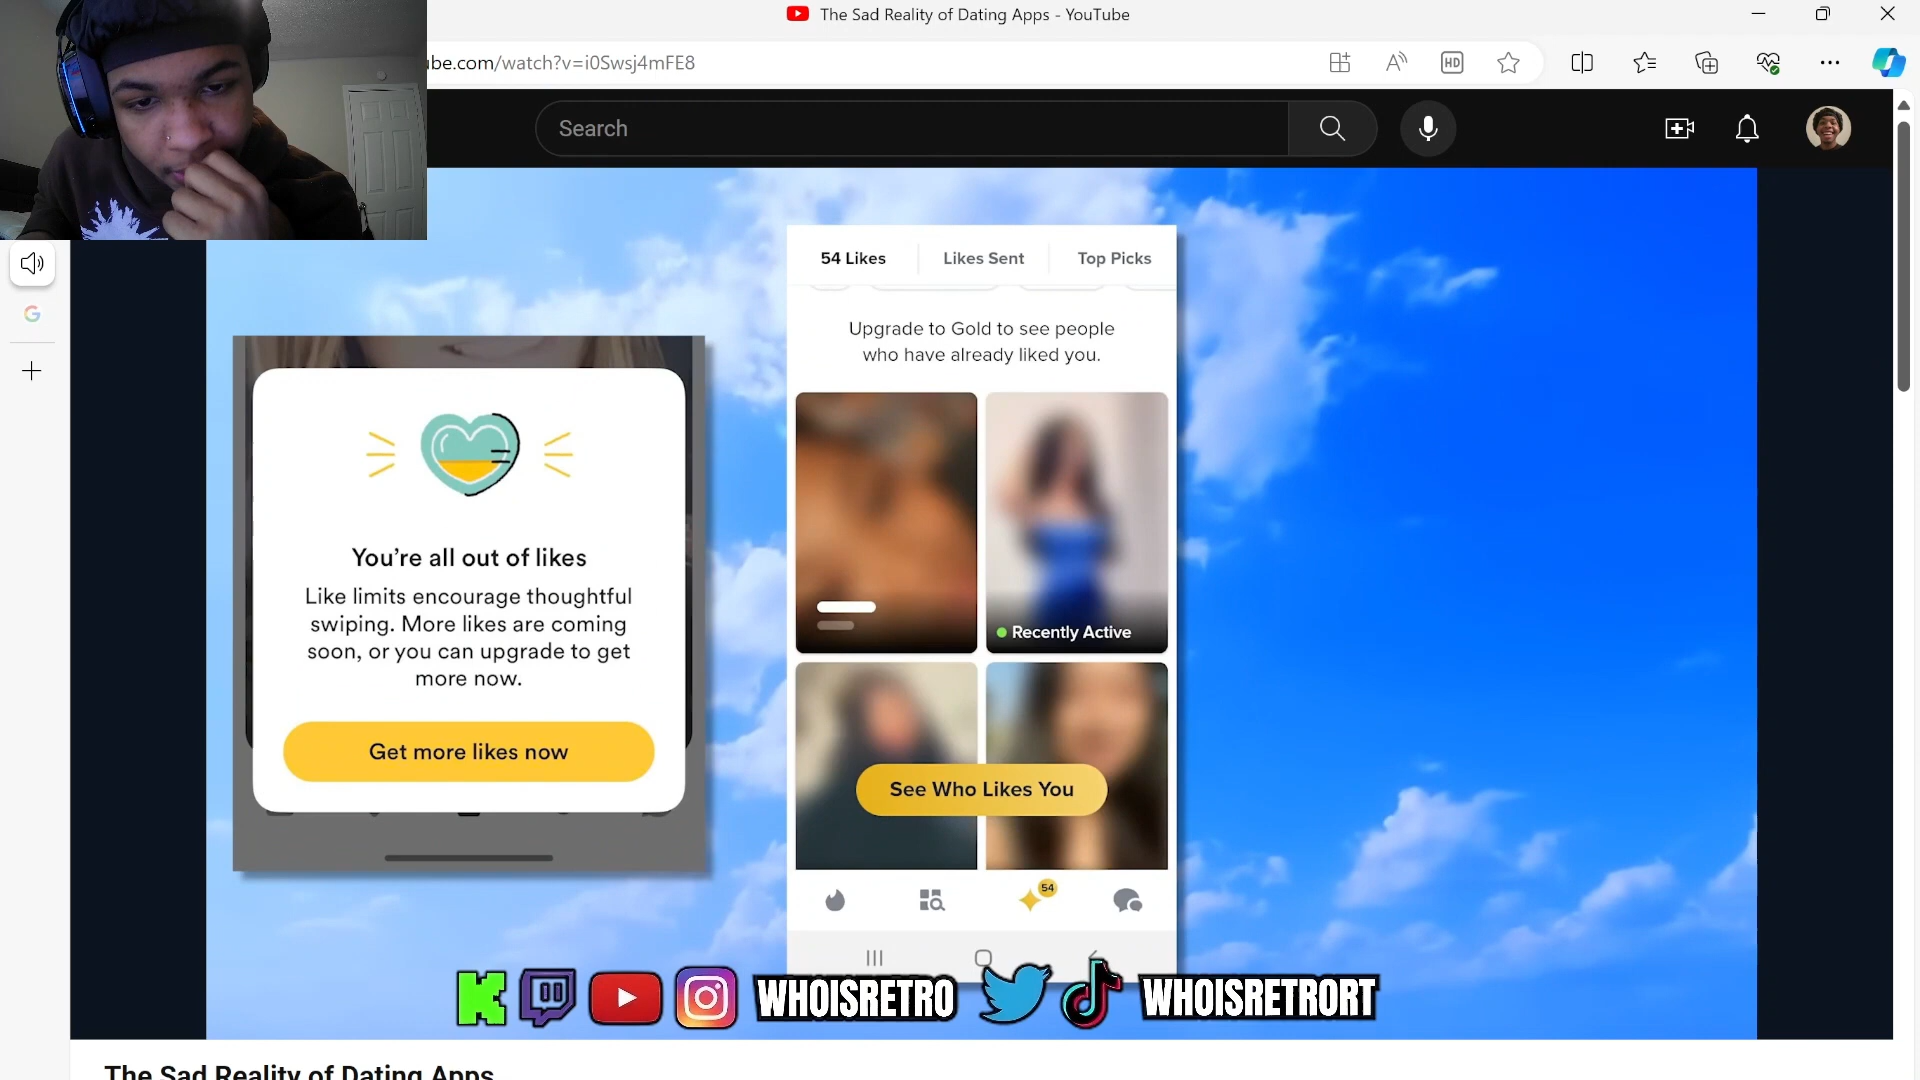 The Sad Reality of Dating Apps - YouTube
be.com/watch?v=i0Swsj4mFE8
HD
Search
54 Likes
Likes Sent
Top Picks
Upgrade to Gold to see people
who have already liked you.
You're all out of likes
Like limits encourage thoughtful
swiping. More likes are coming
soon, or you can upgrade to get
more now.
Get more likes now
Recently Active
See Who Likes You
54
WHOISRETRO
WHOISRETRORT
The Sad Reality of Dating Apps